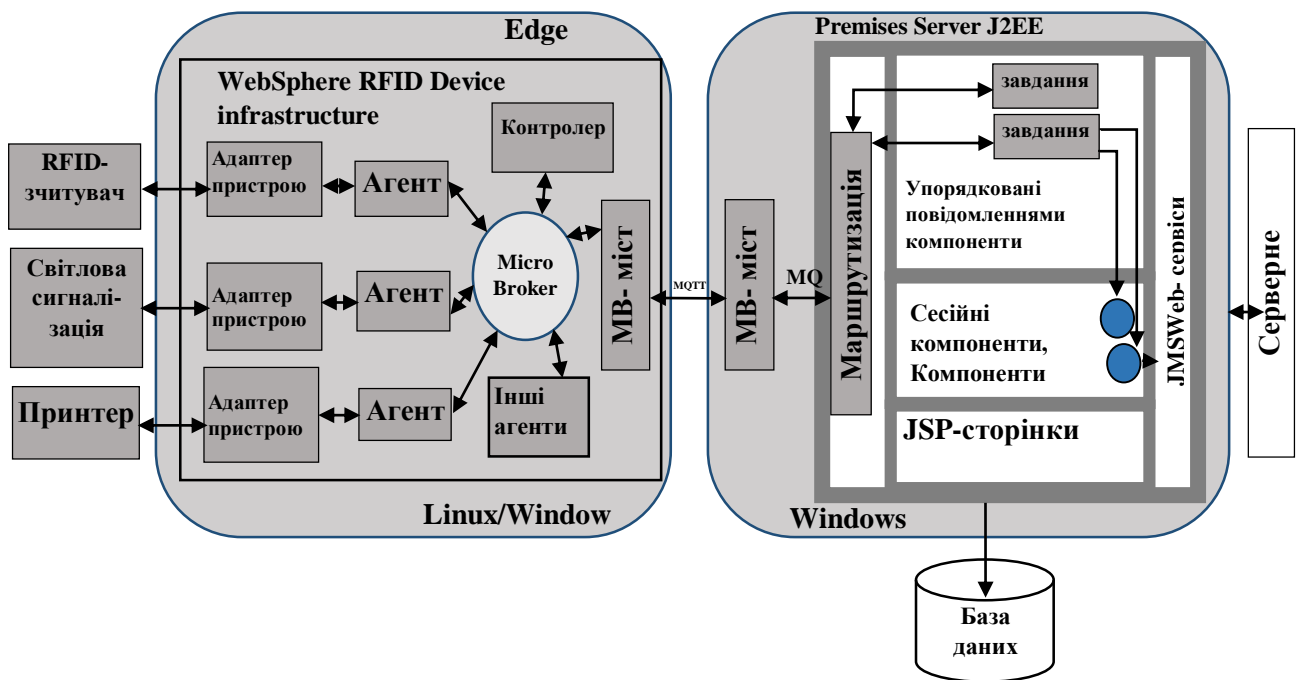 Edge
WebSphere RFID Device
infrastructure
RFID-
зчитувач
Світлова
сигналі-
зація
Принтер
Адаптер
пристрою
Агент
Адаптер
пристрою
Агент
Адаптер
пристрою
Агент
Контролер
Micro
Broker
Інші
агенти
МВ- міст
Linux/Window
MQTT
Premises Server J2EE
МВ- міст
MQ
Маршрутизація
завдання
завдання
Упорядковані
повідомленнями
компоненти
Сесійні
компоненти,
Компоненти
JSP-сторінки
JMSWeb- сервіси
Windows
Серверне
База
даних